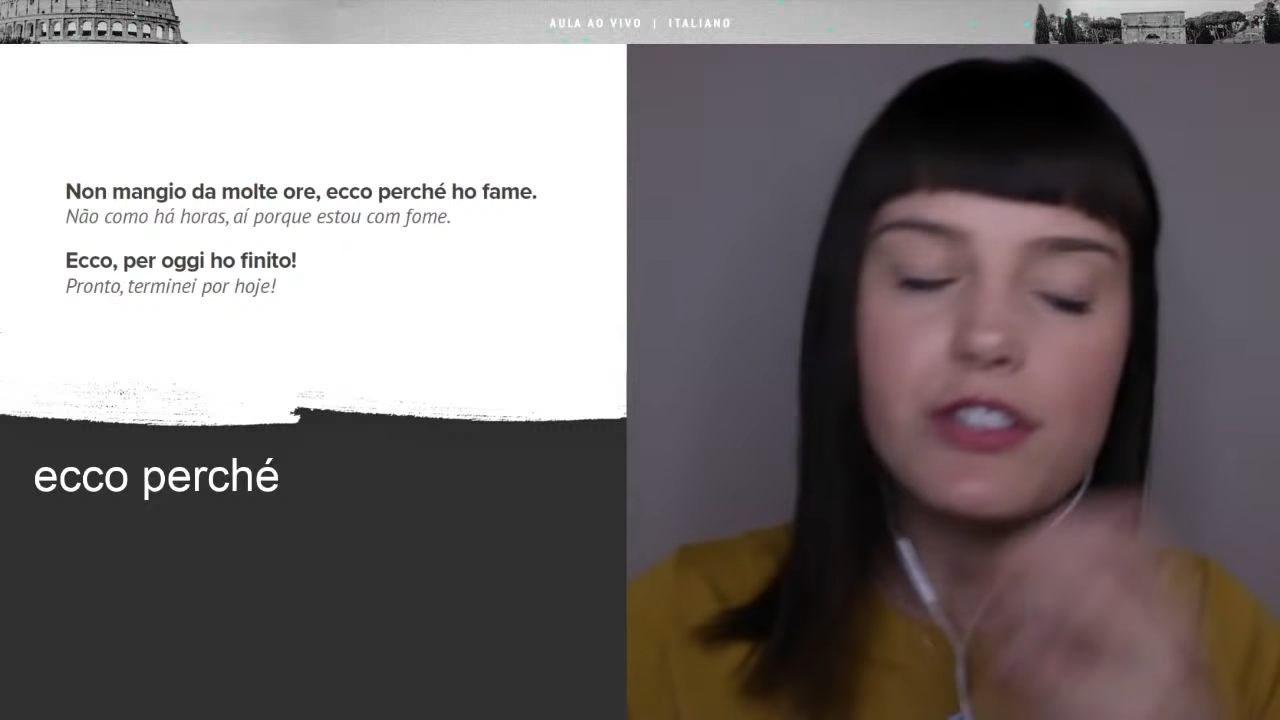 AULA AO VIVO | ITALIANO
Non mangio da molte ore, ecco perché ho fame.
Não como há horas, aí porque estou com fome.
Ecco, per oggi ho finito!
Pronto, terminei por hoje!
ecco perché